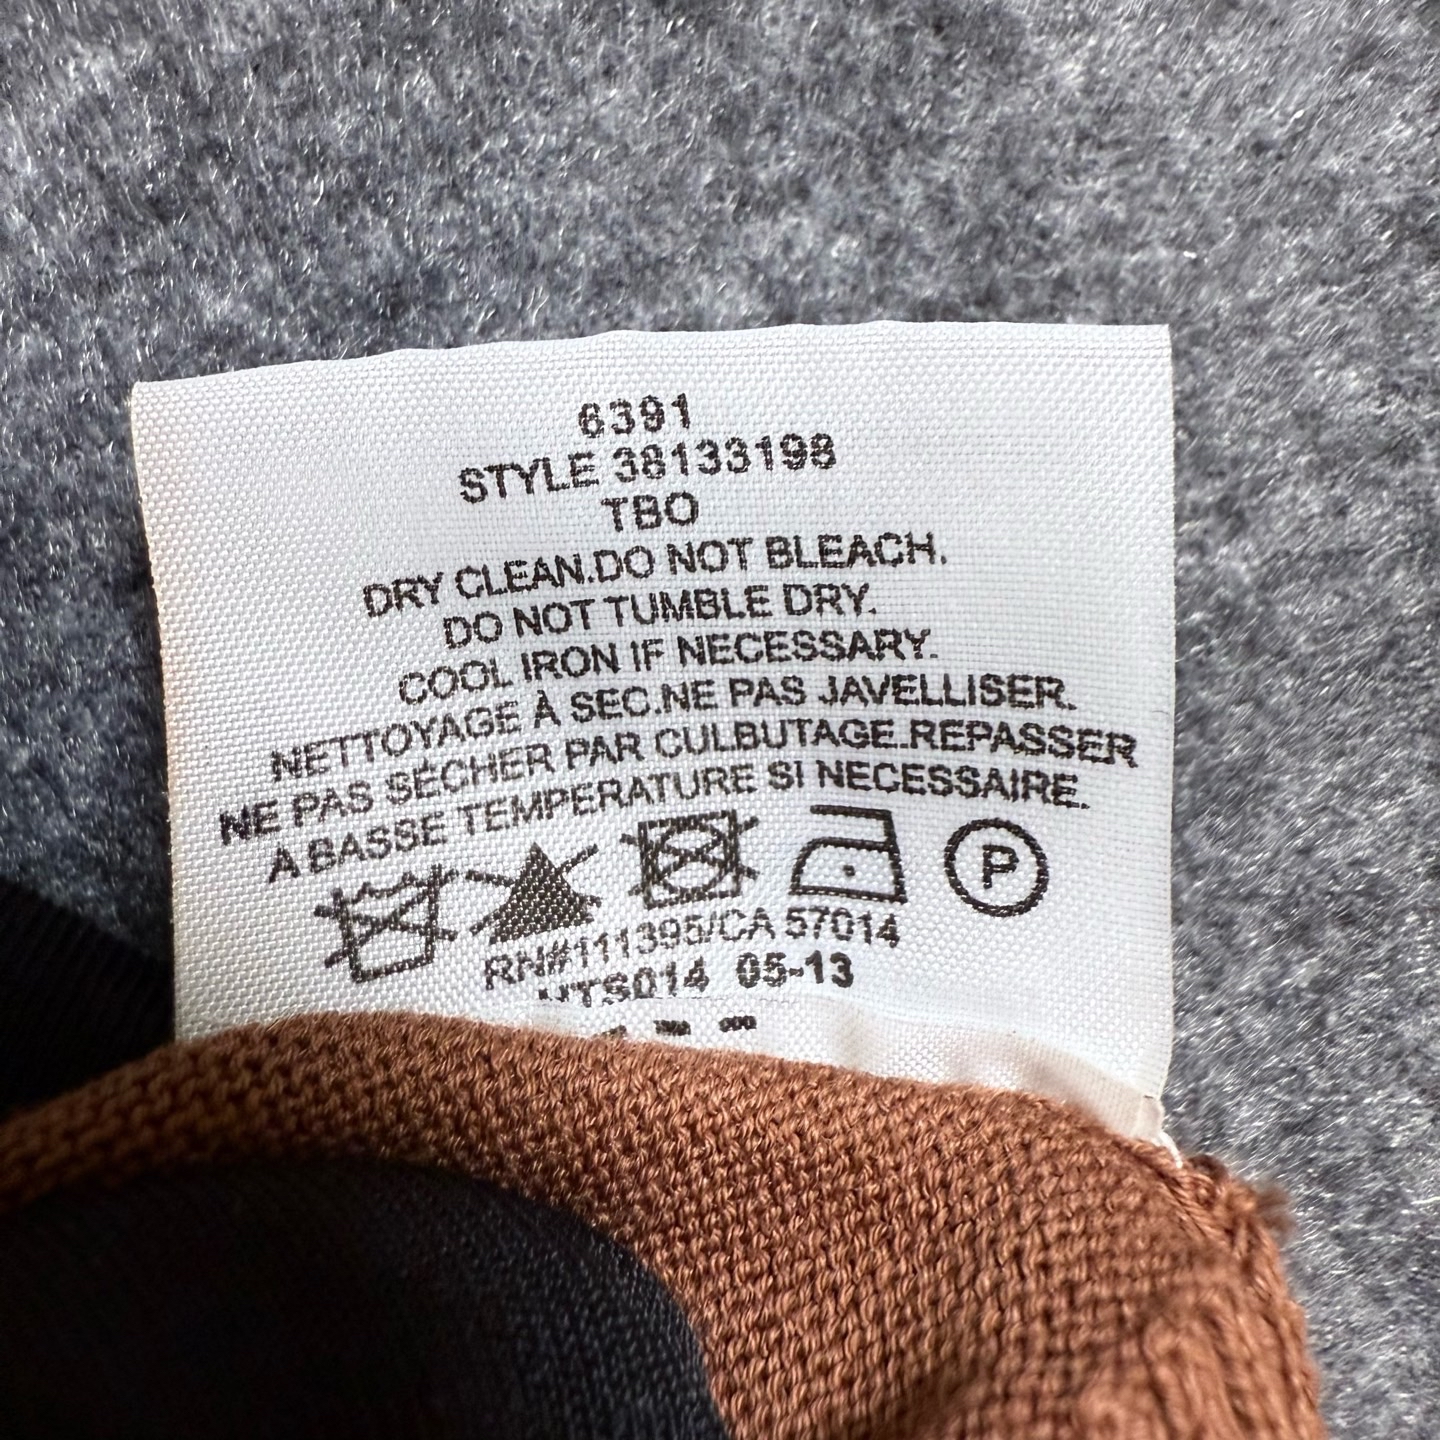 6391
STYLE 38133198
TBO
DRY CLEAN.DO NOT BLEACH.
DO NOT TUMBLE DRY.
COOL IRON IF NECESSARY.
NETTOYAGE À SEC.NE PAS JAVELLISER.
NE PAS SÉCHER PAR CULBUTAGE.REPASSER
A BASSE TEMPERATURE SI NECESSAIRE.
P
RN#111395/CA 57014
05-13